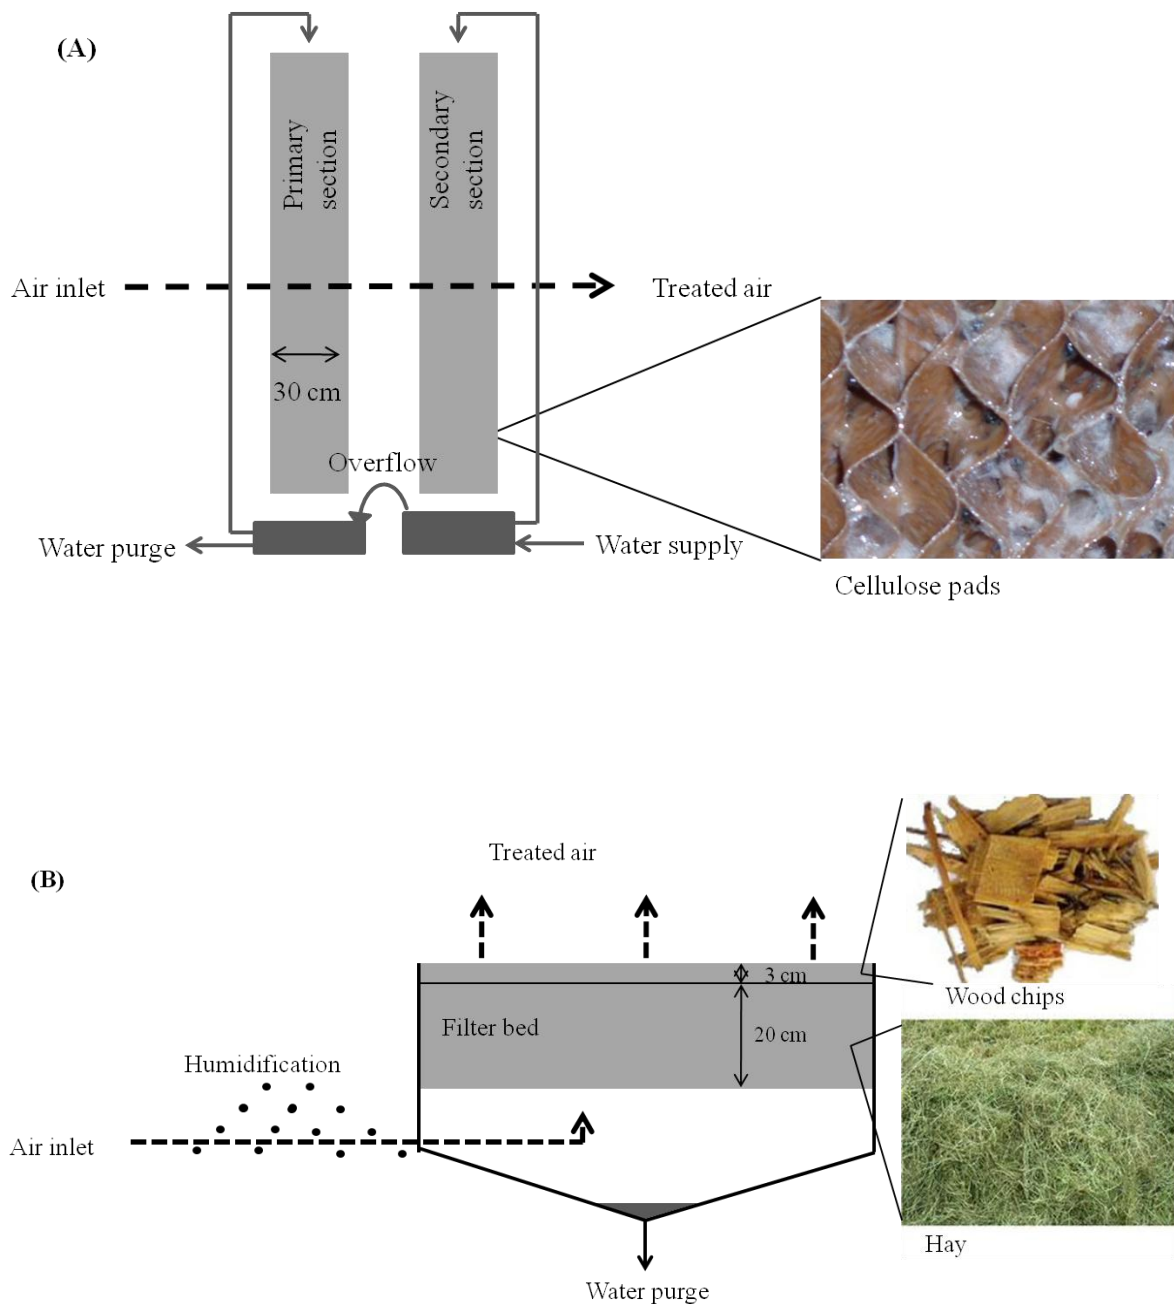 (A)
Primary
section
Secondary
section
Air inlet
Treated air
30 cm
Overflow
Water purge
Water supply
Cellulose pads
Treated air
(B)
3 cm
Wood chips
Filter bed
20 cm
Humidification
Air inlet
Hay
Water purge